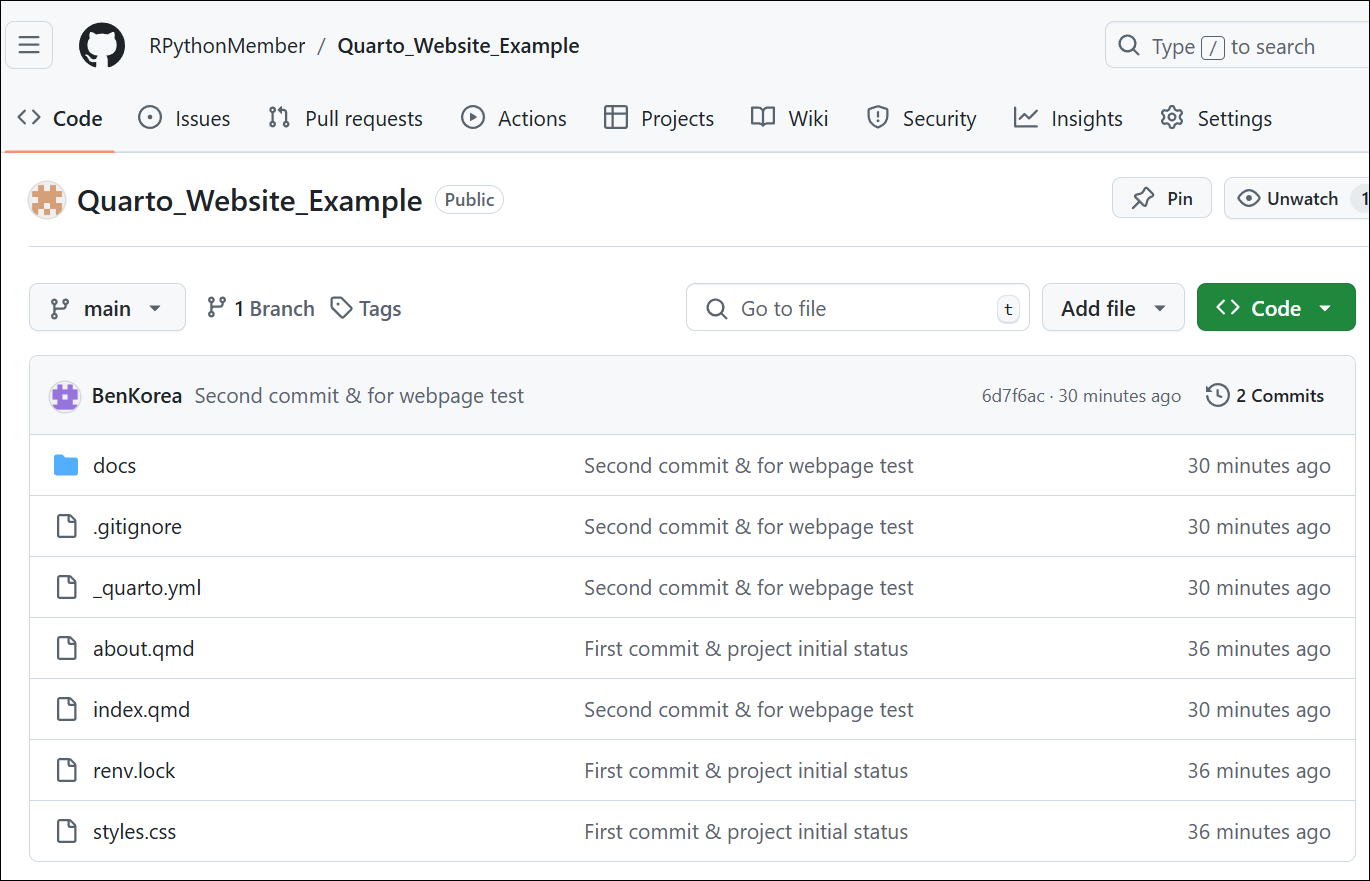 RPythonMember / Quarto_Website_Example Type / to search
Code Issues Pull requests Actions Projects Wiki Security Insights Settings
Quarto_Website_Example Public Pin Unwatch 1
main 1 Branch Tags Go to file t Add file Code
BenKorea Second commit & for webpage test 6d7f6ac · 30 minutes ago 2 Commits
docs Second commit & for webpage test 30 minutes ago
.gitignore Second commit & for webpage test 30 minutes ago
_quarto.yml Second commit & for webpage test 30 minutes ago
about.qmd First commit & project initial status 36 minutes ago
index.qmd Second commit & for webpage test 30 minutes ago
renv.lock First commit & project initial status 36 minutes ago
styles.css First commit & project initial status 36 minutes ago